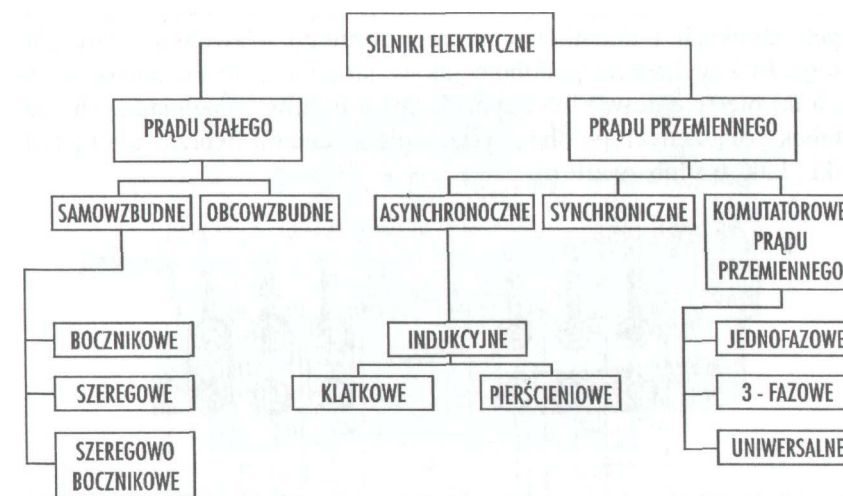 SILNIKI ELEKTRYCZNE
PRĄDU STAŁEGO
PRĄDU PRZEMIENNEGO
SAMOWZBUDNE
OBCOWZBUDNE
ASYNCHRONOCZNE
SYNCHRONICZNE
KOMUTATOROWE
PRĄDU
PRZEMIENNEGO
BOCZNIKOWE
INDUKCYJNE
JEDNOFAZOWE
SZEREGOWE
KLATKOWE
PIERŚCIENIOWE
3 - FAZOWE
SZEREGOWO
BOCZNIKOWE
UNIWERSALNE